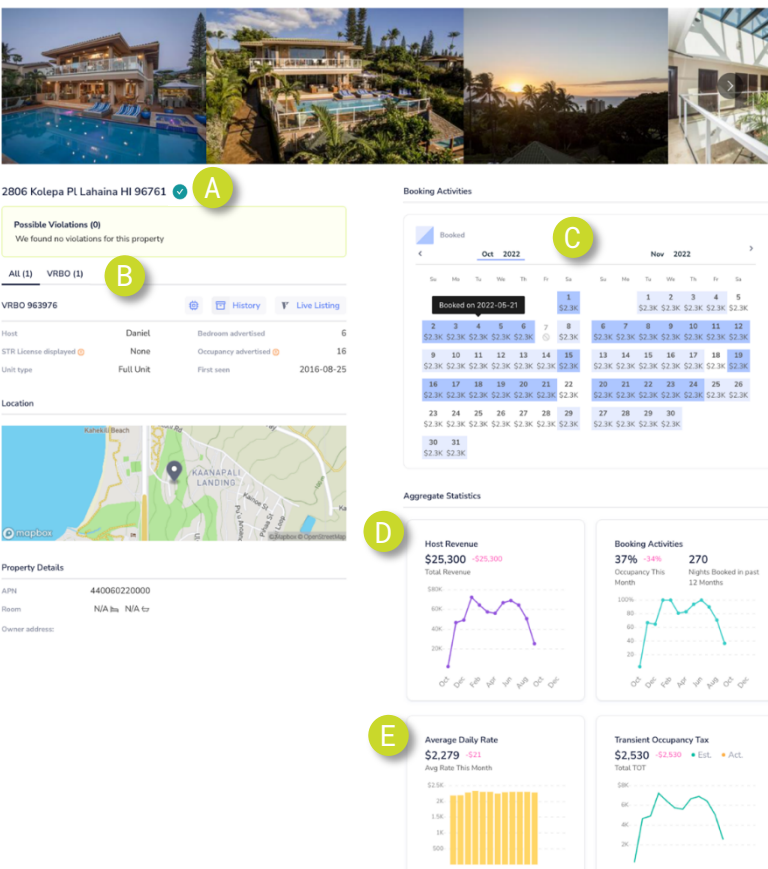 2806 Kolepa Pl Lahaina HI 96761
A
Possible Violations (0)
We found no violations for this property
All (1) VRBO (1)
B
VRBO 963976
History
Live Listing
Host Daniel
Bedroom advertised 6
STR License displayed None
Occupancy advertised 16
Unit type Full Unit
First seen 2016-08-25
Location
Kahekili Beach
KAANAPALI
LANDING
mapbox
© Mapbox © OpenStreetMap
Property Details
APN 440060220000
Room N/A N/A
Owner address:
Booking Activities
Booked
C
Oct 2022
Nov 2022
Su Mo Tu We Th Fr Sa
Su Mo Tu We Th Fr Sa
Booked on 2022-05-21
1
1 2 3 4 5
$2.3K
$2.3K $2.3K $2.3K $2.3K $2.3K
2 3 4 5 6 7 8
6 7 8 9 10 11 12
$2.3K $2.3K $2.3K $2.3K $2.3K $2.3K
$2.3K $2.3K $2.3K $2.3K $2.3K $2.3K $2.3K
9 10 11 12 13 14 15
13 14 15 16 17 18 19
$2.3K $2.3K $2.3K $2.3K $2.3K $2.3K $2.3K
$2.3K $2.3K $2.3K $2.3K $2.3K $2.3K $2.3K
16 17 18 19 20 21 22
20 21 22 23 24 25 26
$2.3K $2.3K $2.3K $2.3K $2.3K $2.3K $2.3K
$2.3K $2.3K $2.3K $2.3K $2.3K $2.3K $2.3K
23 24 25 26 27 28 29
27 28 29 30
$2.3K $2.3K $2.3K $2.3K $2.3K $2.3K $2.3K
$2.3K $2.3K $2.3K $2.3K
30 31
$2.3K $2.3K
Aggregate Statistics
D
Host Revenue
$25,300 -$25,300
Total Revenue
$80K
60K
40K
20K
Oct Dec Feb Apr Jun Aug Oct Dec
Booking Activities
37% -34% 270
Occupancy This Month
Nights Booked in past 12 Months
100%
80
60
40
20
Oct Dec Feb Apr Jun Aug Oct Dec
E
Average Daily Rate
$2,279 -$21
Avg Rate This Month
$2.5K
2K
1.5K
1K
500
Transient Occupancy Tax
$2,530 -$2,530 Est. Act.
Total TOT
$8K
6K
4K
2K